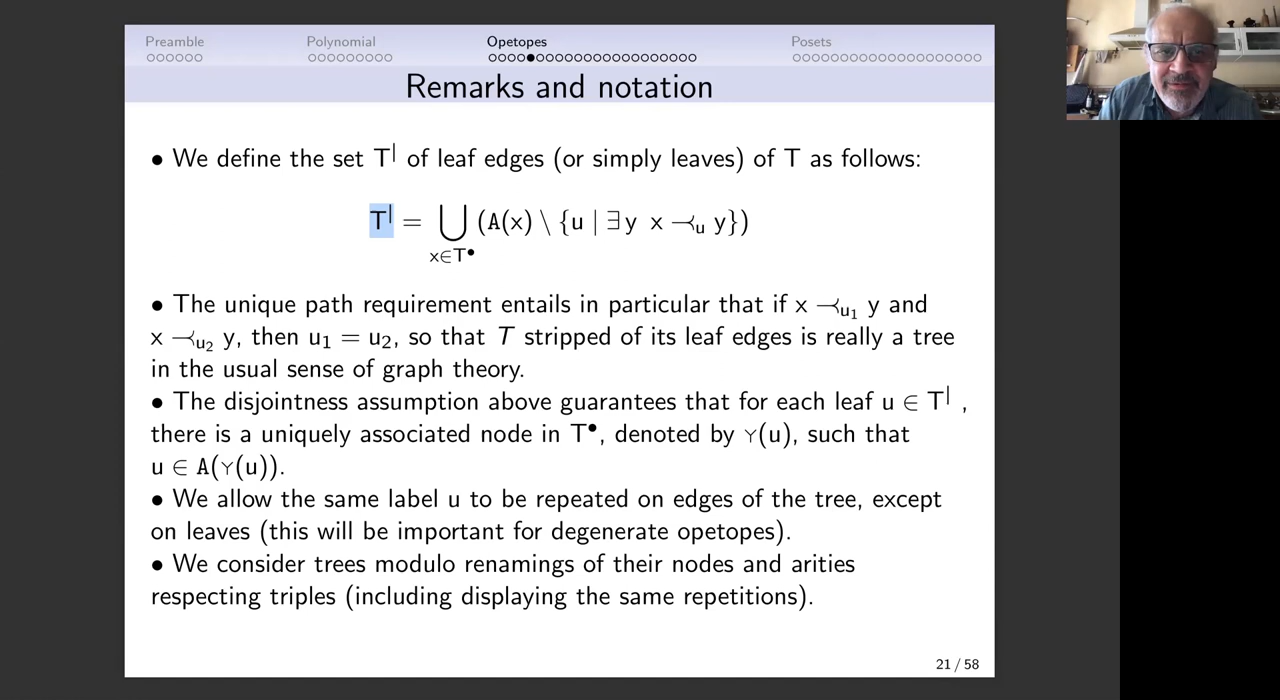 Preamble Polynomial Opetopes Posets
Remarks and notation
• We define the set T| of leaf edges (or simply leaves) of T as follows:
T| = ⋃ (A(x) \ {u | ∃y x ⤙u y})
x∈T•
• The unique path requirement entails in particular that if x ⤙u₁ y and
x ⤙u₂ y, then u₁ = u₂, so that T stripped of its leaf edges is really a tree
in the usual sense of graph theory.
• The disjointness assumption above guarantees that for each leaf u ∈ T| ,
there is a uniquely associated node in T•, denoted by ʏ(u), such that
u ∈ A(ʏ(u)).
• We allow the same label u to be repeated on edges of the tree, except
on leaves (this will be important for degenerate opetopes).
• We consider trees modulo renamings of their nodes and arities
respecting triples (including displaying the same repetitions).
21 / 58